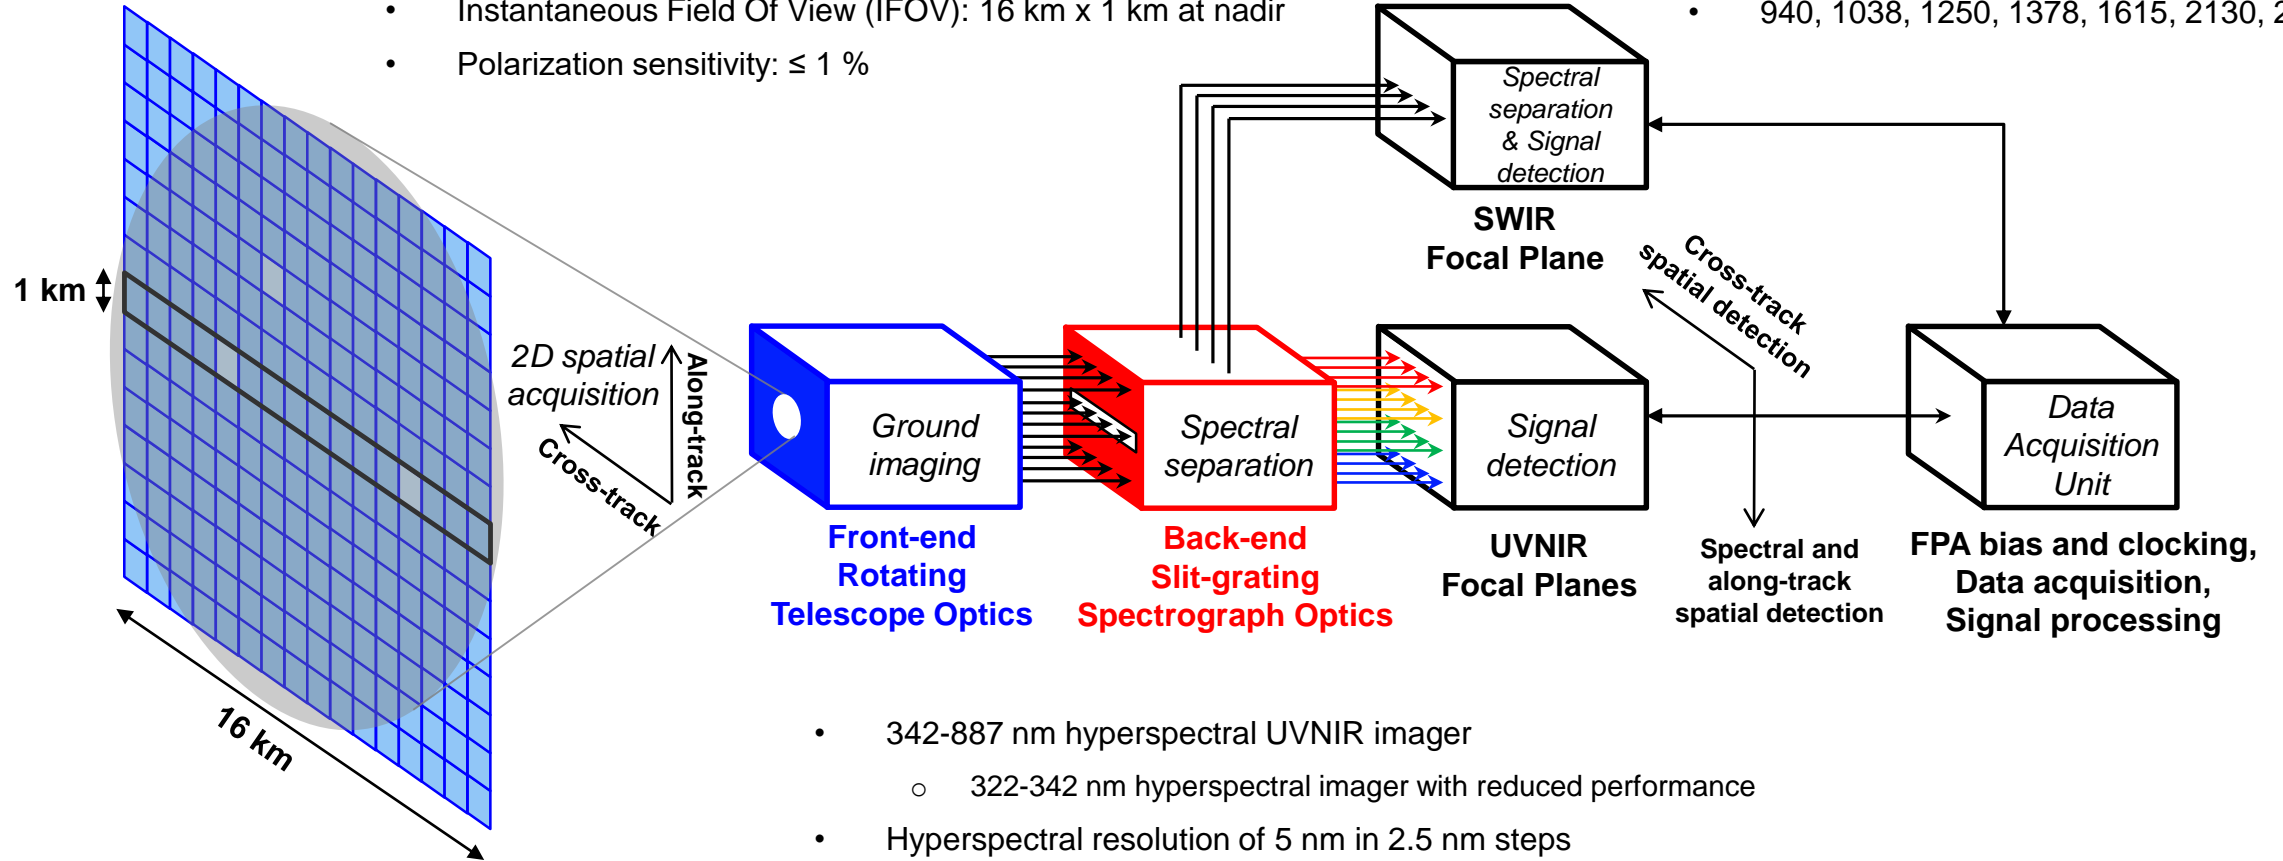 • Instantaneous Field Of View (IFOV): 16 km x 1 km at nadir
• Polarization sensitivity: ≤ 1 %
• 940, 1038, 1250, 1378, 1615, 2130, 2
Spectral
separation
& Signal
detection
SWIR
Focal Plane
1 km
2D spatial
acquisition
Along-track
Cross-track
16 km
Ground
imaging
Front-end
Rotating
Telescope Optics
Spectral
separation
Back-end
Slit-grating
Spectrograph Optics
Signal
detection
UVNIR
Focal Planes
Cross-track
spatial detection
Spectral and
along-track
spatial detection
Data
Acquisition
Unit
FPA bias and clocking,
Data acquisition,
Signal processing
• 342-887 nm hyperspectral UVNIR imager
○ 322-342 nm hyperspectral imager with reduced performance
• Hyperspectral resolution of 5 nm in 2.5 nm steps